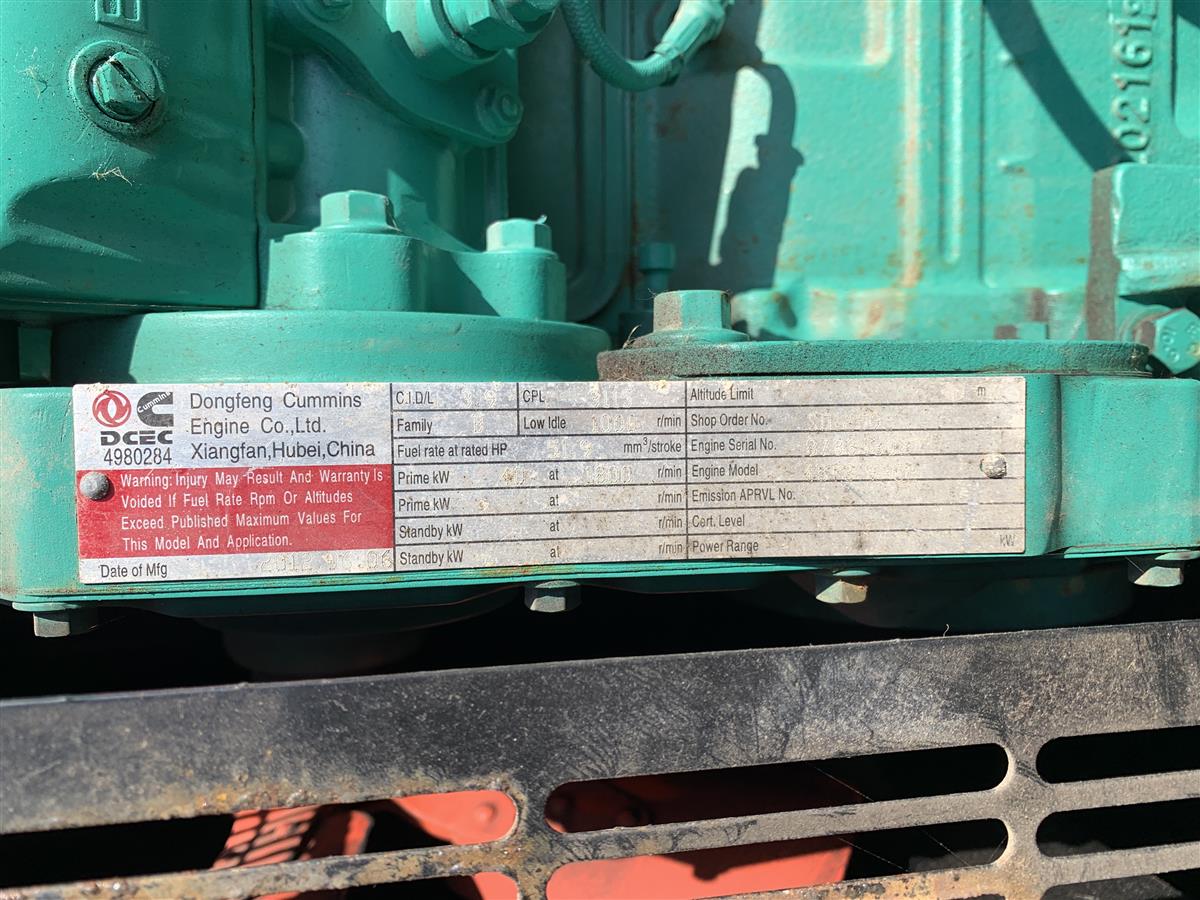 021613
Cummins
DCEC
4980284
Dongfeng Cummins
Engine Co.,Ltd.
Xiangfan,Hubei,China
Warning: Injury May Result And Warranty Is
Voided If Fuel Rate Rpm Or Altitudes
Exceed Published Maximum Values For
This Model And Application.
Date of Mfg
C.I.D/L 3.9 CPL
Family B Low Idle r/min
Fuel rate at rated HP mm³/stroke
Prime kW at 1800 r/min
Prime kW at r/min
Standby kW at r/min
Standby kW at r/min
Altitude Limit m
Shop Order No.
Engine Serial No.
Engine Model
Emission APRVL No.
Cert. Level
Power Range kW